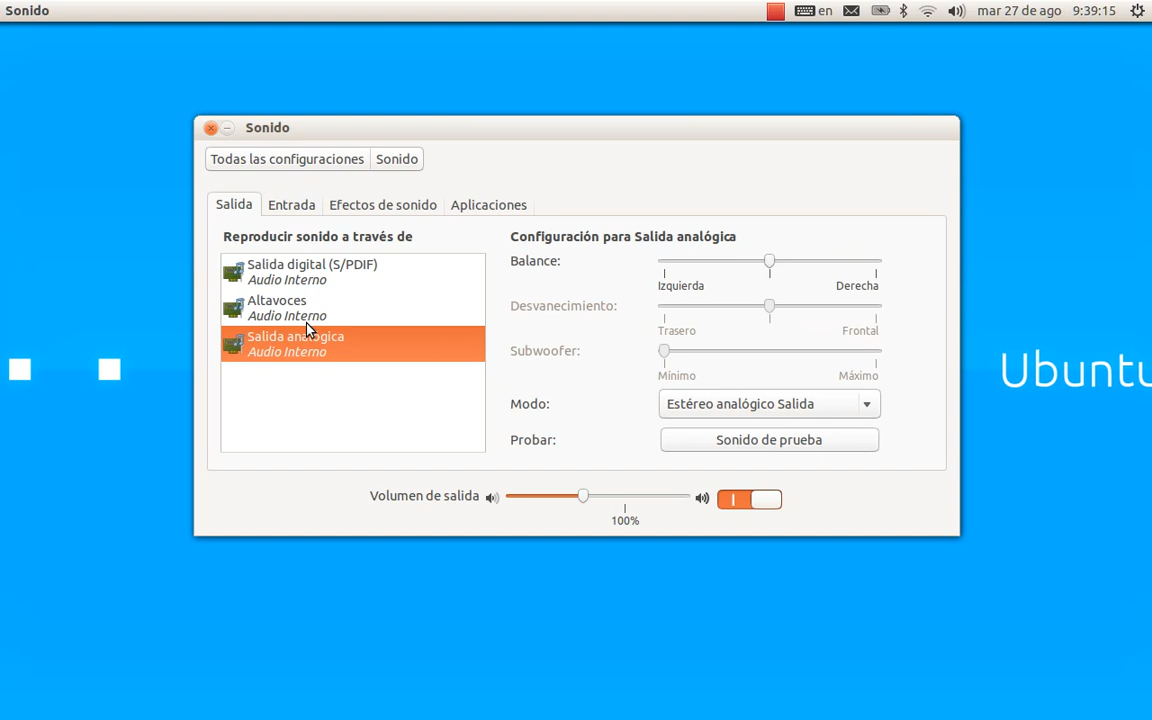 Sonido
en
mar 27 de ago
9:39:15
Sonido
Todas las configuraciones
Sonido
Salida
Entrada
Efectos de sonido
Aplicaciones
Reproducir sonido a través de
Salida digital (S/PDIF)
Audio Interno
Altavoces
Audio Interno
Salida analógica
Audio Interno
Configuración para Salida analógica
Balance:
Izquierda
Derecha
Desvanecimiento:
Trasero
Frontal
Subwoofer:
Mínimo
Máximo
Modo:
Estéreo analógico Salida
Probar:
Sonido de prueba
Volumen de salida
100%
Ubuntu